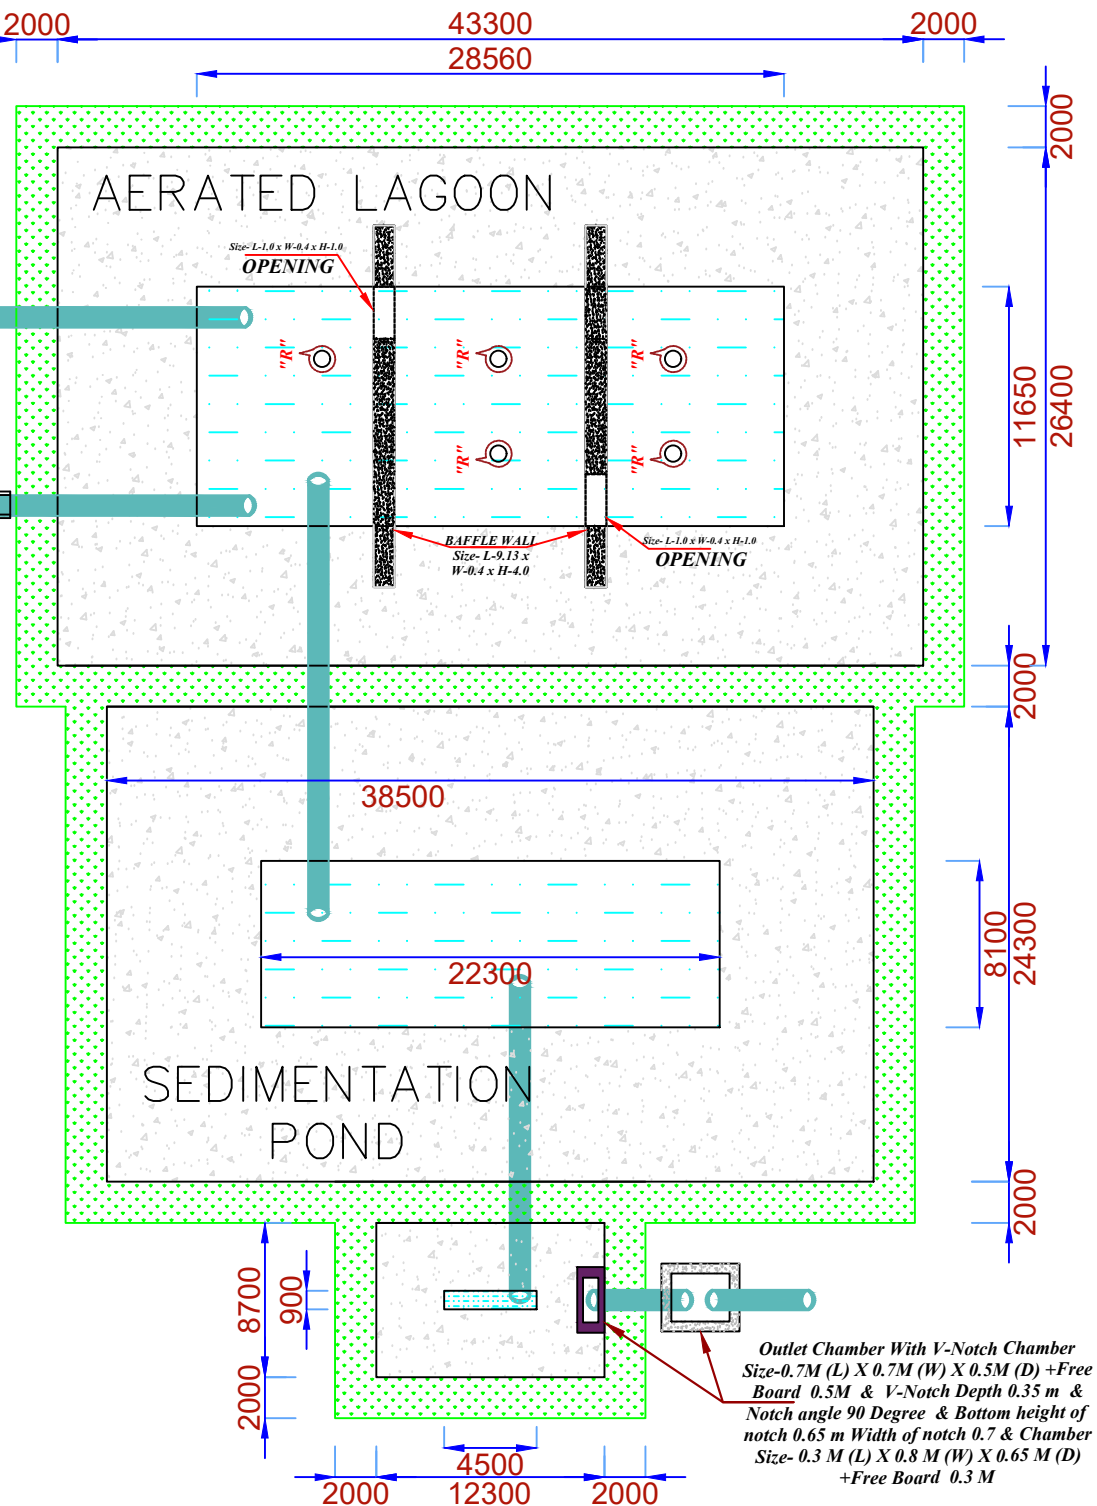 2000
43300
2000
28560
2000
AERATED LAGOON
Size- L-1.0 x W-0.4 x H-1.0
OPENING
"R"
"R"
"R"
11650
26400
"R"
"R"
BAFFLE WALL
Size- L-9.13 x
W-0.4 x H-4.0
Size- L-1.0 x W-0.4 x H-1.0
OPENING
2000
38500
8100
24300
22300
SEDIMENTATION
POND
2000
8700
900
2000
Outlet Chamber With V-Notch Chamber
Size-0.7M (L) X 0.7M (W) X 0.5M (D) +Free
Board 0.5M & V-Notch Depth 0.35 m &
Notch angle 90 Degree & Bottom height of
notch 0.65 m Width of notch 0.7 & Chamber
Size- 0.3 M (L) X 0.8 M (W) X 0.65 M (D)
+Free Board 0.3 M
4500
2000
12300
2000